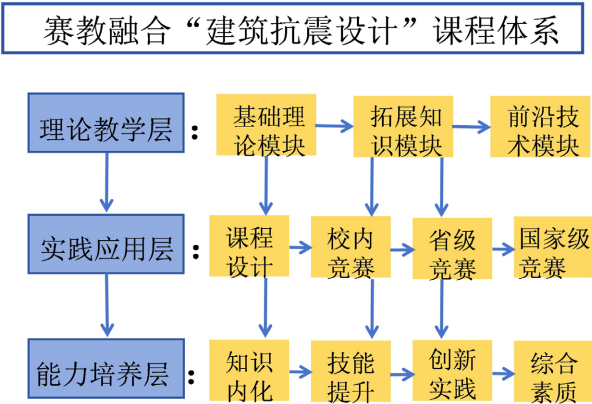 赛教融合“建筑抗震设计”课程体系
理论教学层：
基础理
论模块
拓展知
识模块
前沿技
术模块
实践应用层：
课程
设计
校内
竞赛
省级
竞赛
国家级
竞赛
能力培养层：
知识
内化
技能
提升
创新
实践
综合
素质